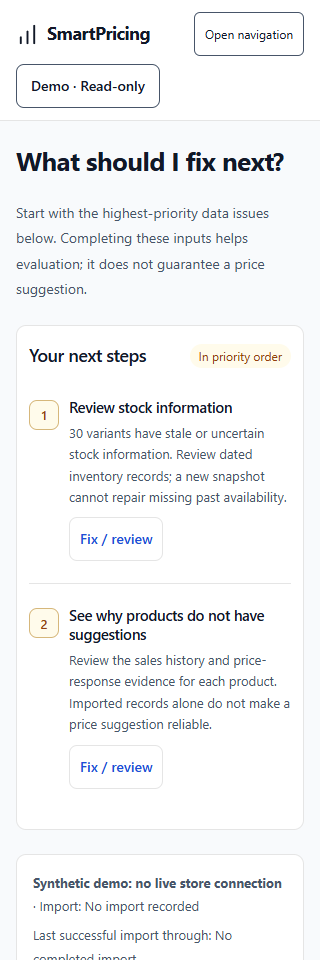 SmartPricing
Open navigation
Demo · Read-only
What should I fix next?
Start with the highest-priority data issues
below. Completing these inputs helps
evaluation; it does not guarantee a price
suggestion.
Your next steps
In priority order
1
Review stock information
30 variants have stale or uncertain
stock information. Review dated
inventory records; a new snapshot
cannot repair missing past availability.
Fix / review
2
See why products do not have
suggestions
Review the sales history and price-
response evidence for each product.
Imported records alone do not make a
price suggestion reliable.
Fix / review
Synthetic demo: no live store connection
· Import: No import recorded
Last successful import through: No
completed import